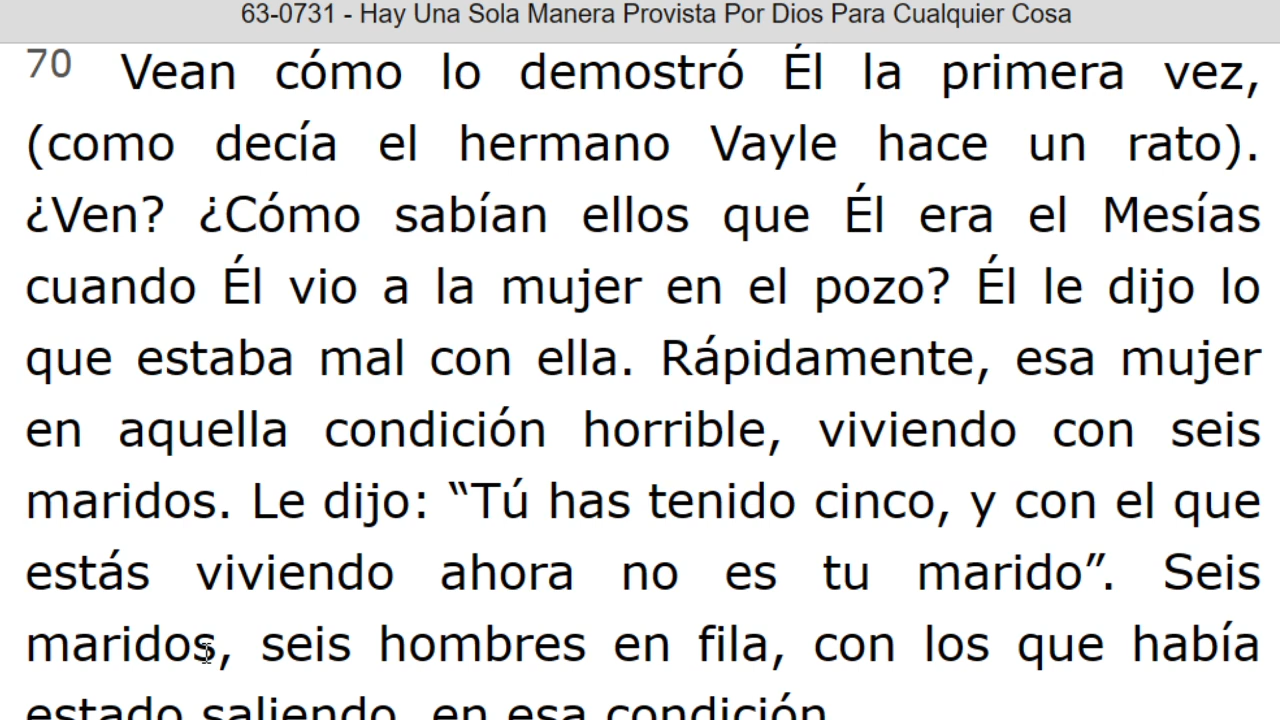 63-0731 - Hay Una Sola Manera Provista Por Dios Para Cualquier Cosa
70 Vean cómo lo demostró Él la primera vez,
(como decía el hermano Vayle hace un rato).
¿Ven? ¿Cómo sabían ellos que Él era el Mesías
cuando Él vio a la mujer en el pozo? Él le dijo lo
que estaba mal con ella. Rápidamente, esa mujer
en aquella condición horrible, viviendo con seis
maridos. Le dijo: “Tú has tenido cinco, y con el que
estás viviendo ahora no es tu marido”. Seis
maridos, seis hombres en fila, con los que había
estado saliendo, en esa condición.